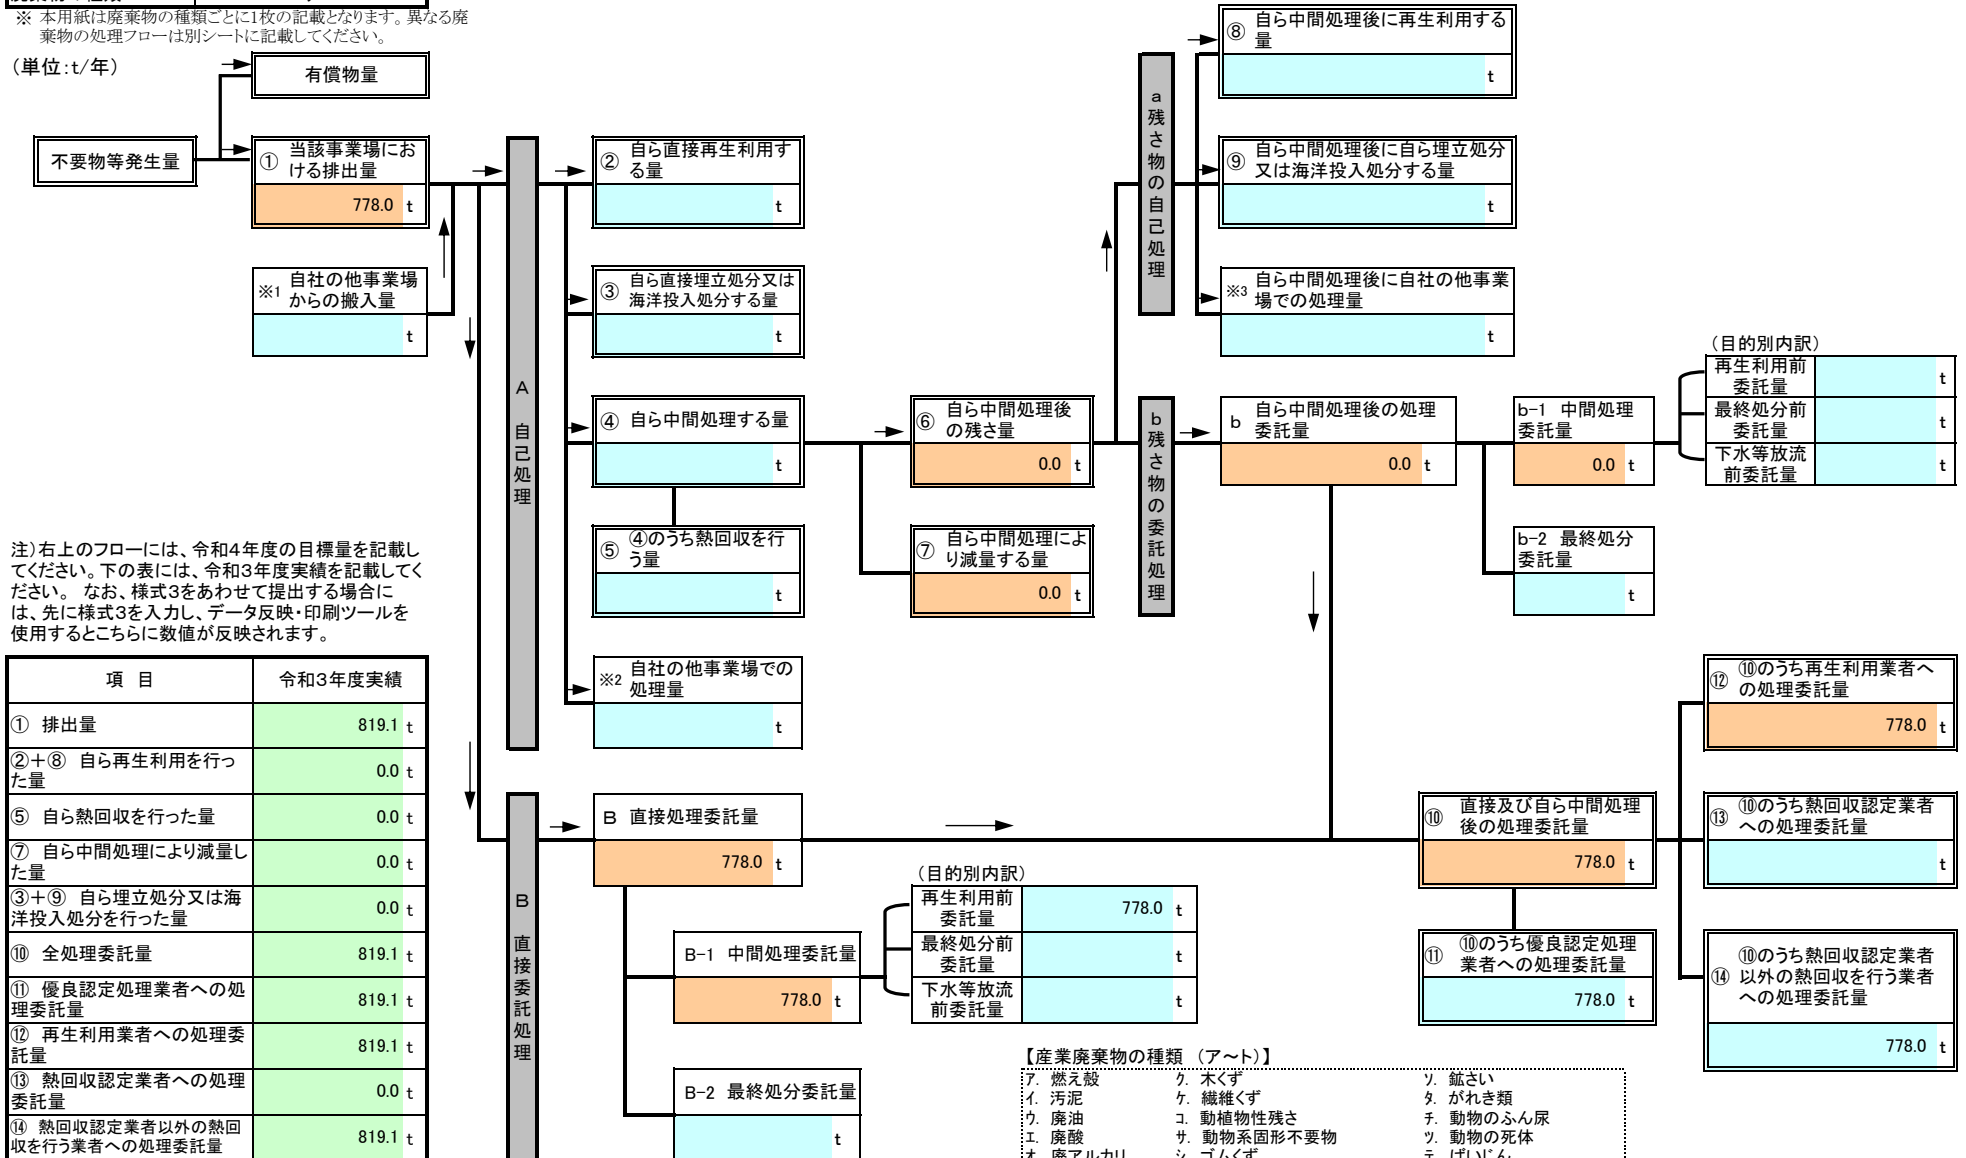 ※ 本用紙は廃棄物の種類ごとに1枚の記載となります。異なる廃
棄物の処理フローは別シートに記載してください。
(単位:t/年)
有償物量
不要物等発生量
① 当該事業場にお
ける排出量
778.0 t
※1 自社の他事業場
からの搬入量
t
A 自己処理
② 自ら直接再生利用す
る量
t
③ 自ら直接埋立処分又は
海洋投入処分する量
t
④ 自ら中間処理する量
t
⑤ ④のうち熱回収を行
う量
t
※2 自社の他事業場での
処理量
t
⑥ 自ら中間処理後
の残さ量
0.0 t
⑦ 自ら中間処理によ
り減量する量
0.0 t
a 残さ物の自己処理
⑧ 自ら中間処理後に再生利用する
量
t
⑨ 自ら中間処理後に自ら埋立処分
又は海洋投入処分する量
t
※3 自ら中間処理後に自社の他事業
場での処理量
t
b 残さ物の委託処理
b 自ら中間処理後の処理
委託量
0.0 t
b-1 中間処理
委託量
0.0 t
(目的別内訳)
再生利用前
委託量
t
最終処分前
委託量
t
下水等放流
前委託量
t
b-2 最終処分
委託量
t
注)右上のフローには、令和4年度の目標量を記載し
てください。下の表には、令和3年度実績を記載してく
ださい。 なお、様式3をあわせて提出する場合に
は、先に様式3を入力し、データ反映・印刷ツールを
使用するとこちらに数値が反映されます。
項 目 令和3年度実績
① 排出量 819.1 t
②+⑧ 自ら再生利用を行っ
た量
0.0 t
⑤ 自ら熱回収を行った量 0.0 t
⑦ 自ら中間処理により減量し
た量
0.0 t
③+⑨ 自ら埋立処分又は海
洋投入処分を行った量
0.0 t
⑩ 全処理委託量 819.1 t
⑪ 優良認定処理業者への処
理委託量
819.1 t
⑫ 再生利用業者への処理委
託量
819.1 t
⑬ 熱回収認定業者への処理
委託量
0.0 t
⑭ 熱回収認定業者以外の熱回
収を行う業者への処理委託量
819.1 t
B 直接委託処理
B 直接処理委託量
778.0 t
B-1 中間処理委託量
778.0 t
(目的別内訳)
再生利用前
委託量
778.0 t
最終処分前
委託量
t
下水等放流
前委託量
t
B-2 最終処分委託量
t
⑩ 直接及び自ら中間処理
後の処理委託量
778.0 t
⑪ ⑩のうち優良認定処理
業者への処理委託量
778.0 t
⑫ ⑩のうち再生利用業者へ
の処理委託量
778.0 t
⑬ ⑩のうち熱回収認定業者
への処理委託量
t
⑭ ⑩のうち熱回収認定業者
以外の熱回収を行う業者
への処理委託量
778.0 t
【産業廃棄物の種類 (ア~ト)】
ア. 燃え殻 ク. 木くず ソ. 鉱さい
イ. 汚泥 ケ. 繊維くず タ. がれき類
ウ. 廃油 コ. 動植物性残さ チ. 動物のふん尿
エ. 廃酸 サ. 動物系固形不要物 ツ. 動物の死体
オ. 廃アルカリ シ. ゴムくず テ. ばいじん